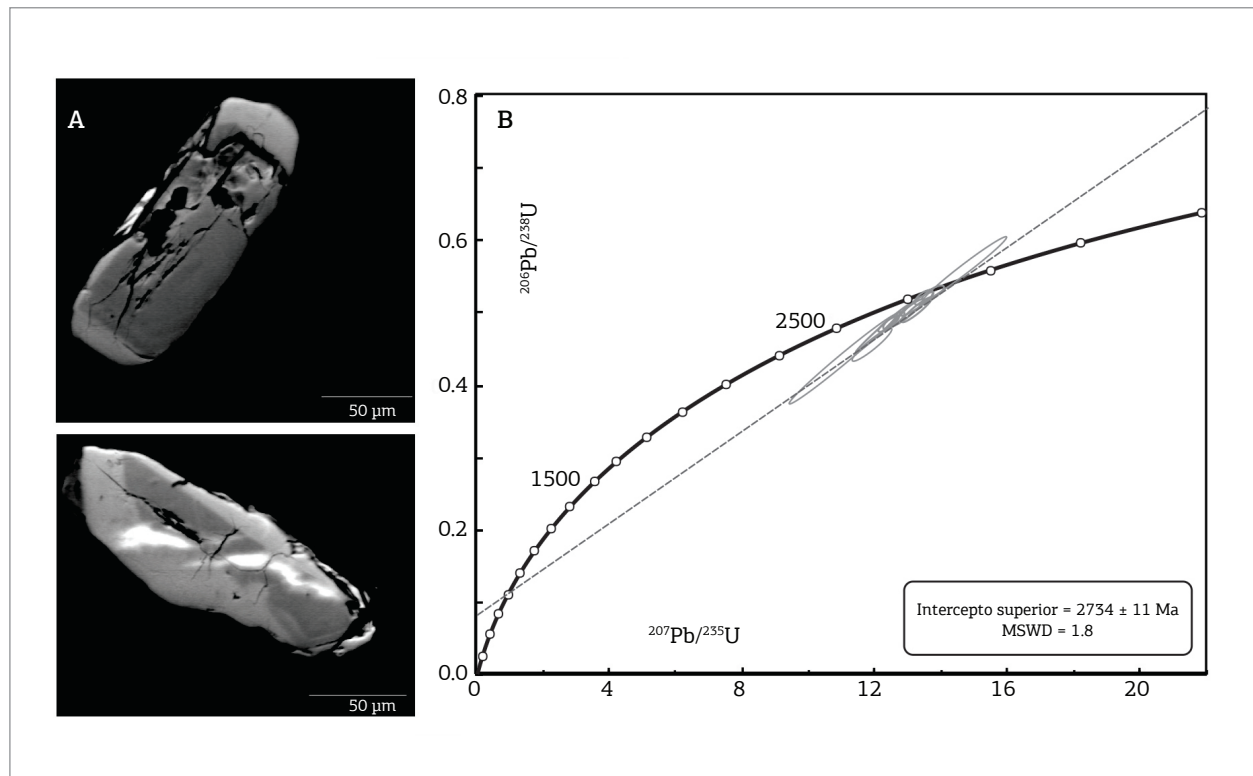 A
50 µm
50 µm
B
0.8
0.6
0.4
0.2
0.0
²⁰⁶Pb/²³⁸U
2500
1500
Intercepto superior = 2734 ± 11 Ma
MSWD = 1.8
²⁰⁷Pb/²³⁵U
0
4
8
12
16
20